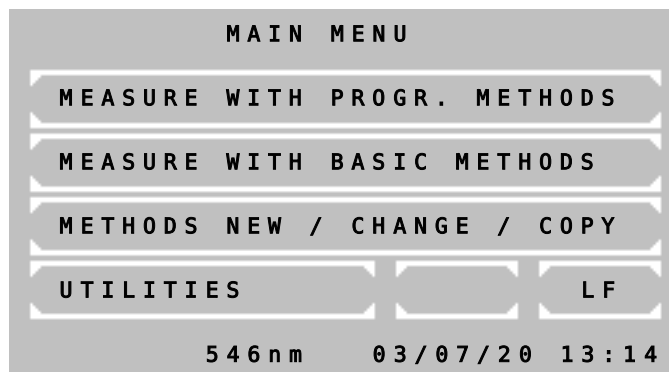 MAIN MENU
MEASURE WITH PROGR. METHODS
MEASURE WITH BASIC METHODS
METHODS NEW / CHANGE / COPY
UTILITIES LF
546nm 03/07/20 13:14